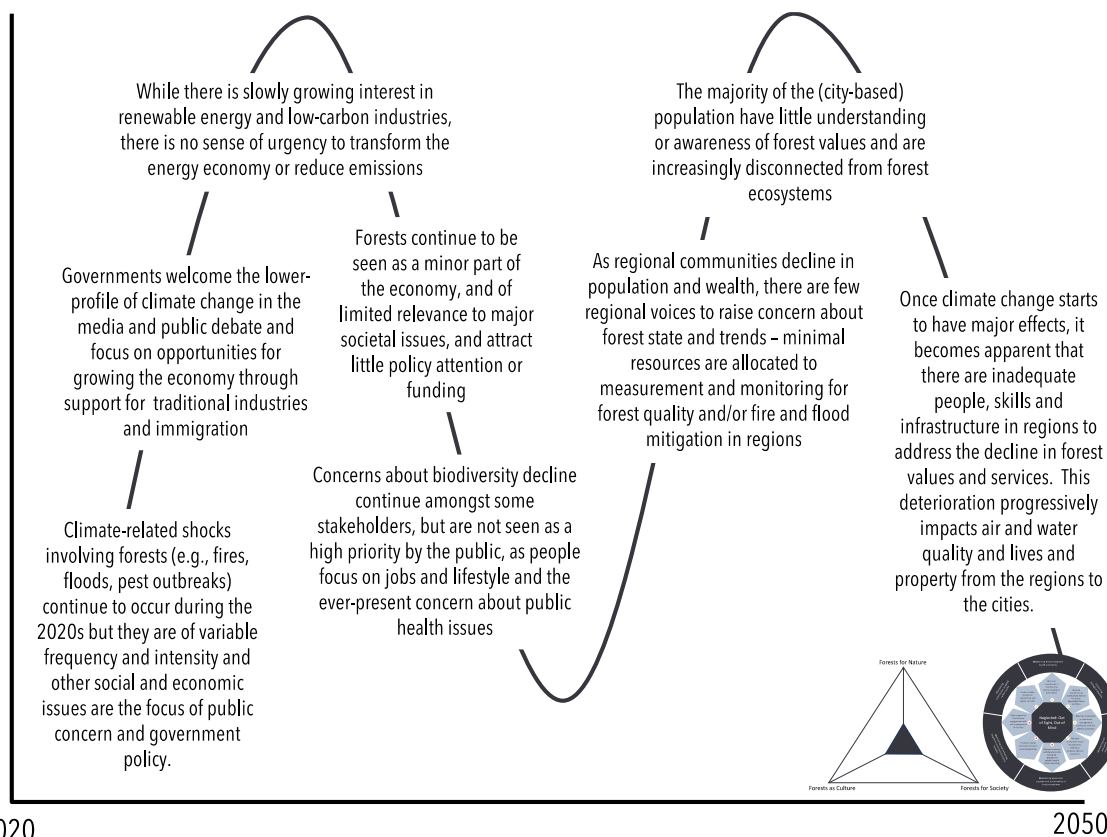 Climate-related shocks
involving forests (e.g., fires,
floods, pest outbreaks)
continue to occur during the
2020s but they are of variable
frequency and intensity and
other social and economic
issues are the focus of public
concern and government
policy.
Governments welcome the lower-
profile of climate change in the
media and public debate and
focus on opportunities for
growing the economy through
support for traditional industries
and immigration
While there is slowly growing interest in
renewable energy and low-carbon industries,
there is no sense of urgency to transform the
energy economy or reduce emissions
Forests continue to be
seen as a minor part of
the economy, and of
limited relevance to major
societal issues, and attract
little policy attention or
funding
Concerns about biodiversity decline
continue amongst some
stakeholders, but are not seen as a
high priority by the public, as people
focus on jobs and lifestyle and the
ever-present concern about public
health issues
As regional communities decline in
population and wealth, there are few
regional voices to raise concern about
forest state and trends – minimal
resources are allocated to
measurement and monitoring for
forest quality and/or fire and flood
mitigation in regions
The majority of the (city-based)
population have little understanding
or awareness of forest values and are
increasingly disconnected from forest
ecosystems
Once climate change starts
to have major effects, it
becomes apparent that
there are inadequate
people, skills and
infrastructure in regions to
address the decline in forest
values and services. This
deterioration progressively
impacts air and water
quality and lives and
property from the regions to
the cities.
Forests for Nature
Forests as Culture
Forests for Society
Neglected: Out
of Sight, Out of
Mind
020
2050